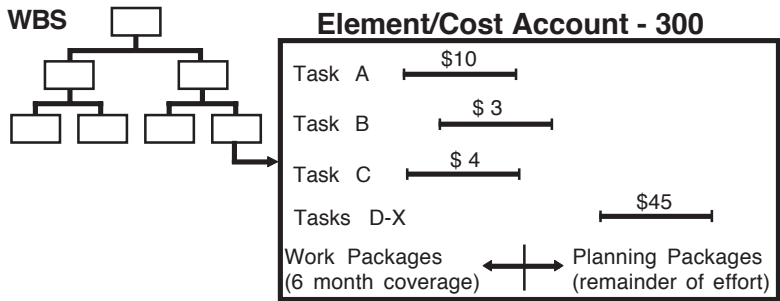 WBS
Element/Cost Account - 300
Task A
$10
Task B
$ 3
Task C
$ 4
Tasks D-X
$45
Work Packages
(6 month coverage)
Planning Packages
(remainder of effort)